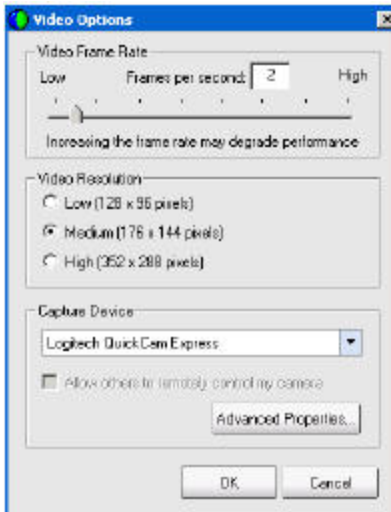 Video Options
Video Frame Rate
Low Frames per second: 2 High
Increasing the frame rate may degrade performance
Video Resolution
Low (128 x 96 pixels)
Medium (176 x 144 pixels)
High (352 x 288 pixels)
Capture Device
Logitech QuickCam Express
Allow others to remotely control my camera
Advanced Properties...
OK Cancel